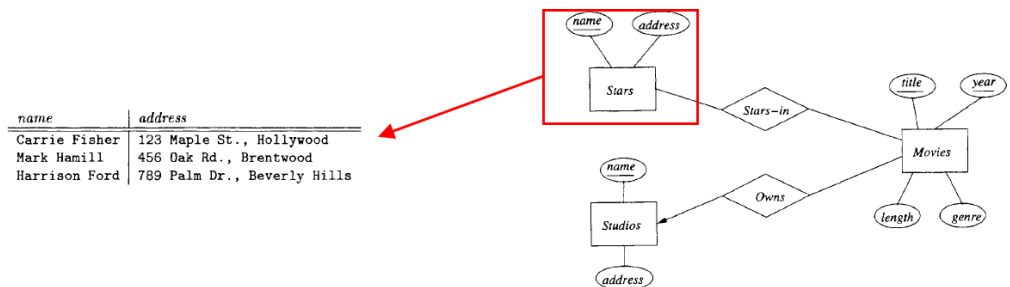 name address
Carrie Fisher 123 Maple St., Hollywood
Mark Hamill 456 Oak Rd., Brentwood
Harrison Ford 789 Palm Dr., Beverly Hills
name address
Stars
Stars-in
title year
Movies
length genre
name
Owns
Studios
address